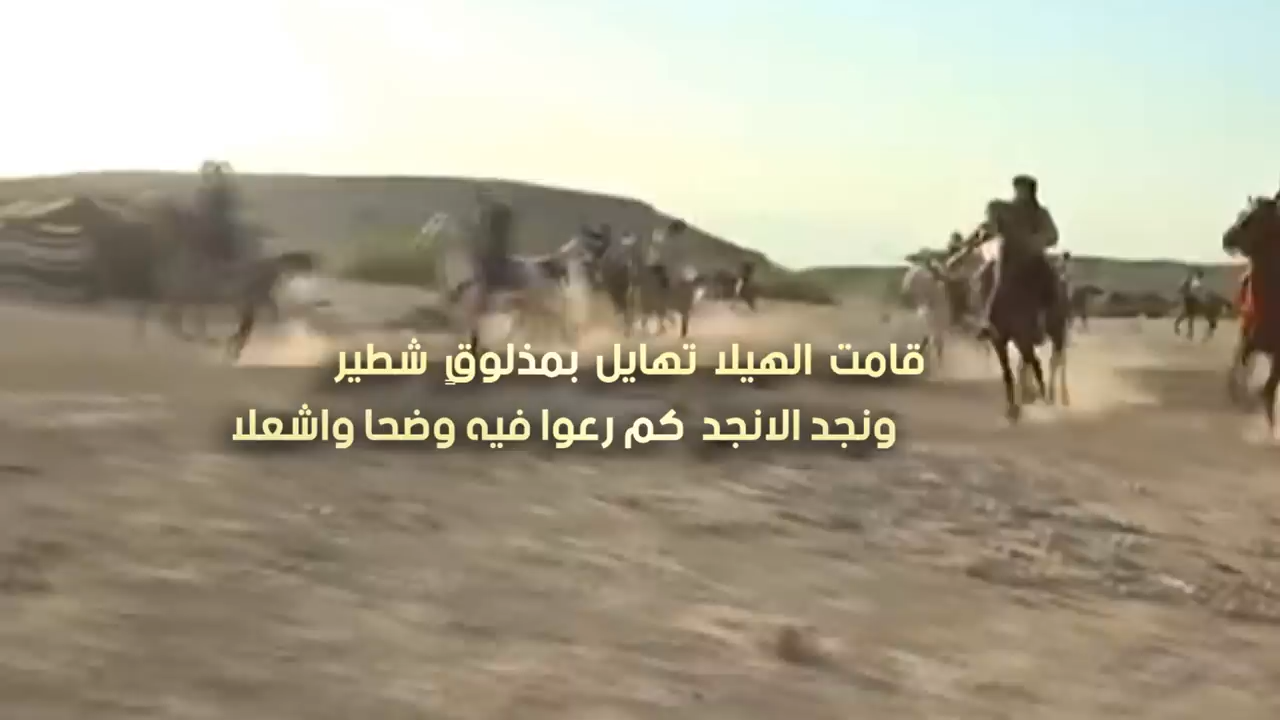 قامت الهيلا تهايل بمذلوقٍ شطير
ونجد الانجد كم رعوا فيه وضحا واشعلا